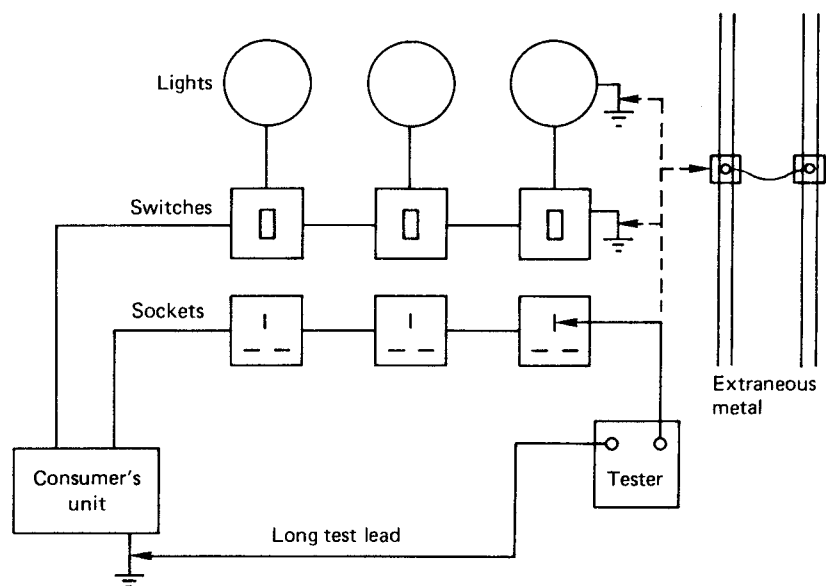 Lights
Switches
Sockets
Extraneous
metal
Consumer's
unit
Tester
Long test lead